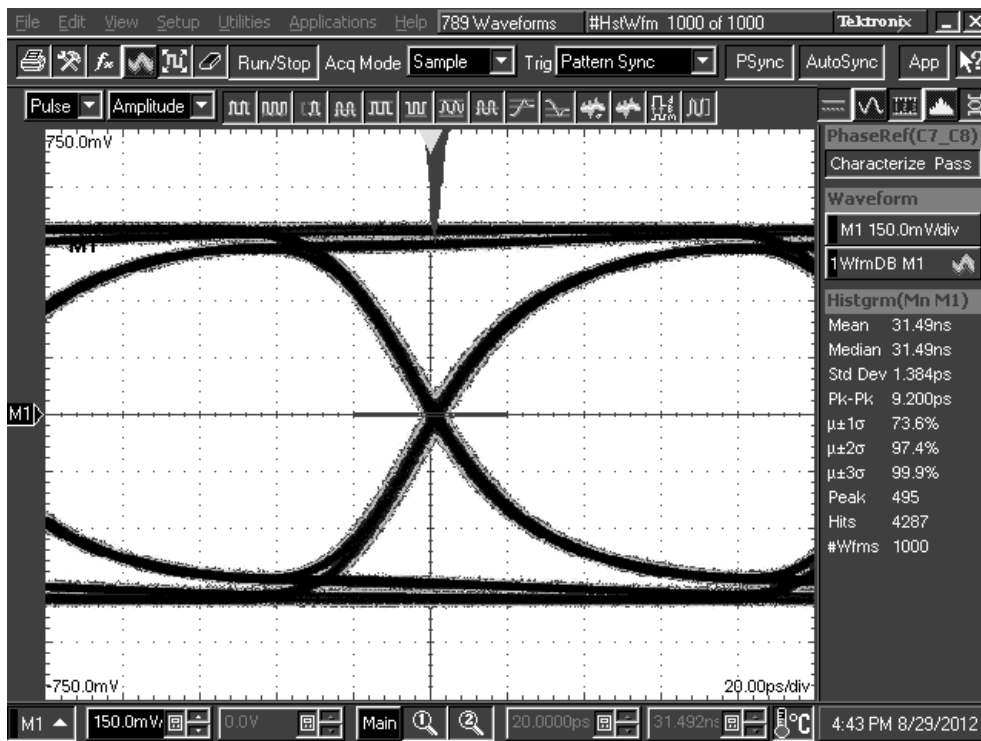 File Edit View Setup Utilities Applications Help 789 Waveforms #HstWfm 1000 of 1000 Tektronix
Run/Stop Acq Mode Sample Trig Pattern Sync PSync AutoSync App
Pulse Amplitude
750.0mV
M1
M1
-750.0mV
20.00ps/div
PhaseRef(C7_C8)
Characterize Pass
Waveform
M1 150.0mV/div
1 WfmDB M1
Histgrm(Mn M1)
Mean 31.49ns
Median 31.49ns
Std Dev 1.384ps
Pk-Pk 9.200ps
µ±1σ 73.6%
µ±2σ 97.4%
µ±3σ 99.9%
Peak 495
Hits 4287
#Wfms 1000
M1 150.0mV/ 0.0V Main 1 2 20.0000ps 31.492ns °C 4:43 PM 8/29/2012